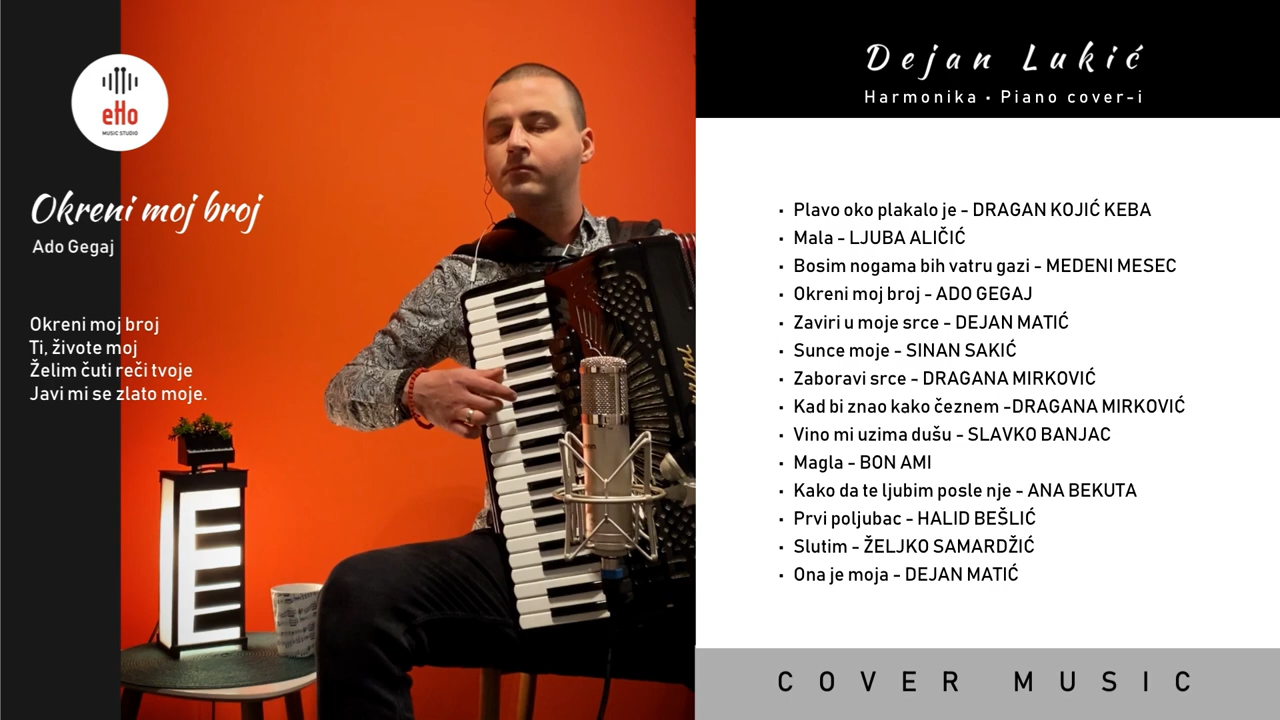 eHo
MUSIC STUDIO
Okreni moj broj
Ado Gegaj
Okreni moj broj
Ti, živote moj
Želim čuti reči tvoje
Javi mi se zlato moje.
Dejan Lukić
Harmonika • Piano cover-i
▪ Plavo oko plakalo je - DRAGAN KOJIĆ KEBA
▪ Mala - LJUBA ALIČIĆ
▪ Bosim nogama bih vatru gazi - MEDENI MESEC
▪ Okreni moj broj - ADO GEGAJ
▪ Zaviri u moje srce - DEJAN MATIĆ
▪ Sunce moje - SINAN SAKIĆ
▪ Zaboravi srce - DRAGANA MIRKOVIĆ
▪ Kad bi znao kako čeznem -DRAGANA MIRKOVIĆ
▪ Vino mi uzima dušu - SLAVKO BANJAC
▪ Magla - BON AMI
▪ Kako da te ljubim posle nje - ANA BEKUTA
▪ Prvi poljubac - HALID BEŠLIĆ
▪ Slutim - ŽELJKO SAMARDŽIĆ
▪ Ona je moja - DEJAN MATIĆ
COVER MUSIC